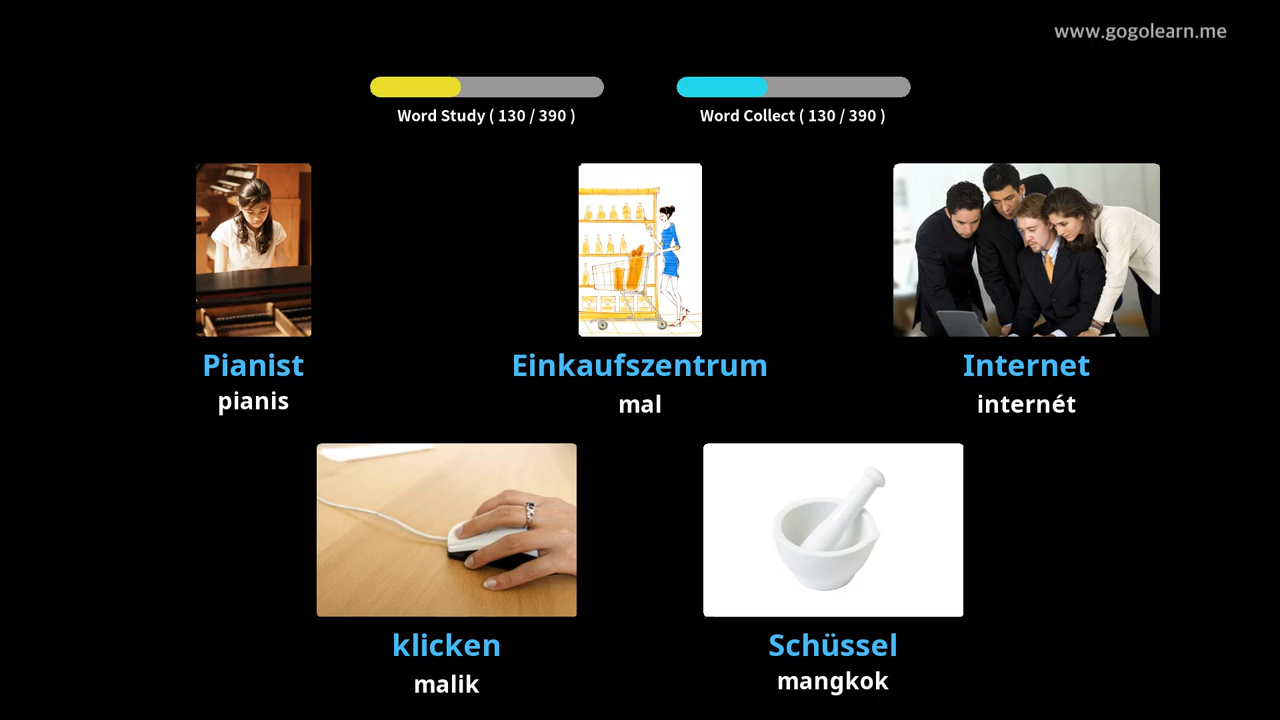 www.gogolearn.me
Word Study ( 130 / 390 )
Word Collect ( 130 / 390 )
Pianist
pianis
Einkaufszentrum
mal
Internet
internét
klicken
malik
Schüssel
mangkok